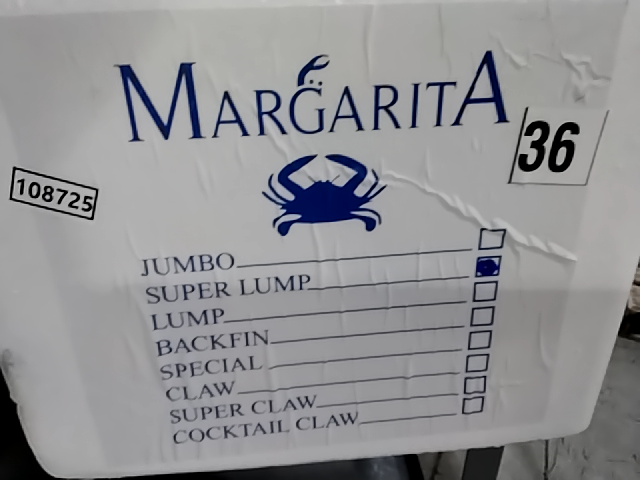 MARGARITA
36
108725
JUMBO
SUPER LUMP
LUMP
BACKFIN
SPECIAL
CLAW
SUPER CLAW
COCKTAIL CLAW